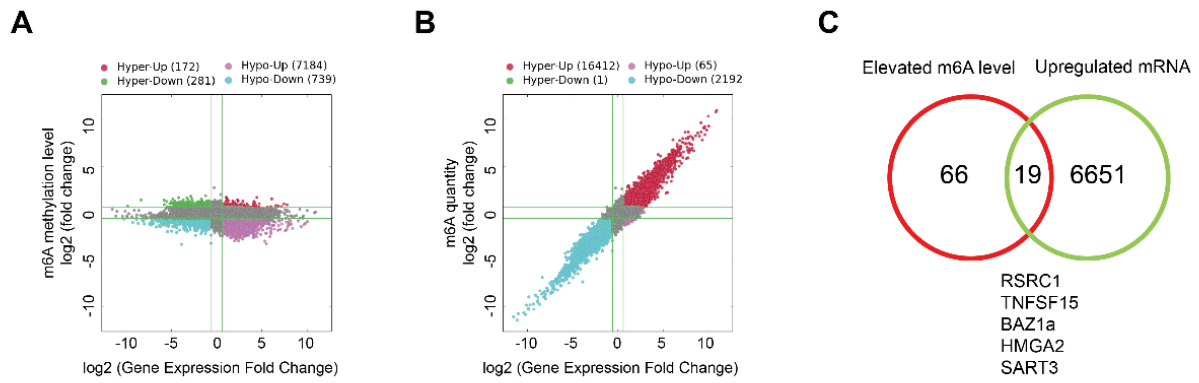 A
Hyper-Up (172) Hypo-Up (7184)
Hyper-Down (281) Hypo-Down (739)
m6A methylation level
log2 (fold change)
10
5
0
-5
-10
-10 -5 0 5 10
log2 (Gene Expression Fold Change)
B
Hyper-Up (16412) Hypo-Up (65)
Hyper-Down (1) Hypo-Down (2192
m6A quantity
log2 (fold change)
10
5
0
-5
-10
-10 -5 0 5 10
log2 (Gene Expression Fold Change)
C
Elevated m6A level Upregulated mRNA
66 19 6651
RSRC1
TNFSF15
BAZ1a
HMGA2
SART3